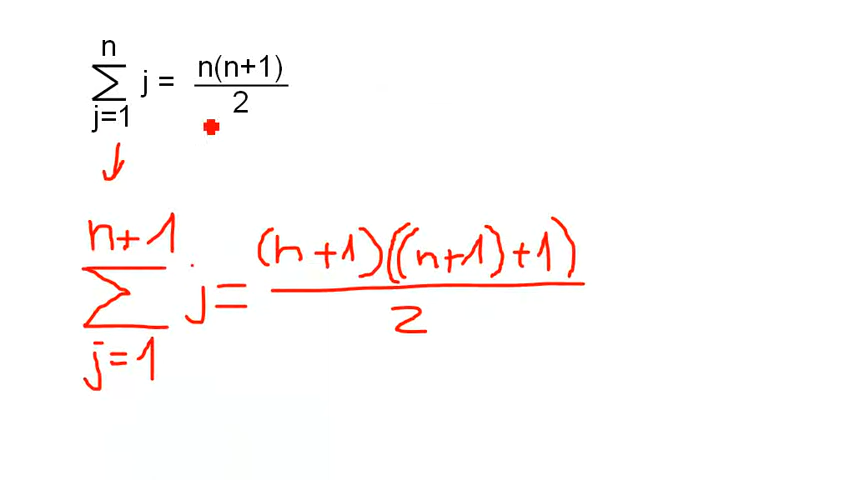 n
∑ j = n(n+1)
2
j=1
n+1
∑ j = (n+1)((n+1)+1)
2
j=1